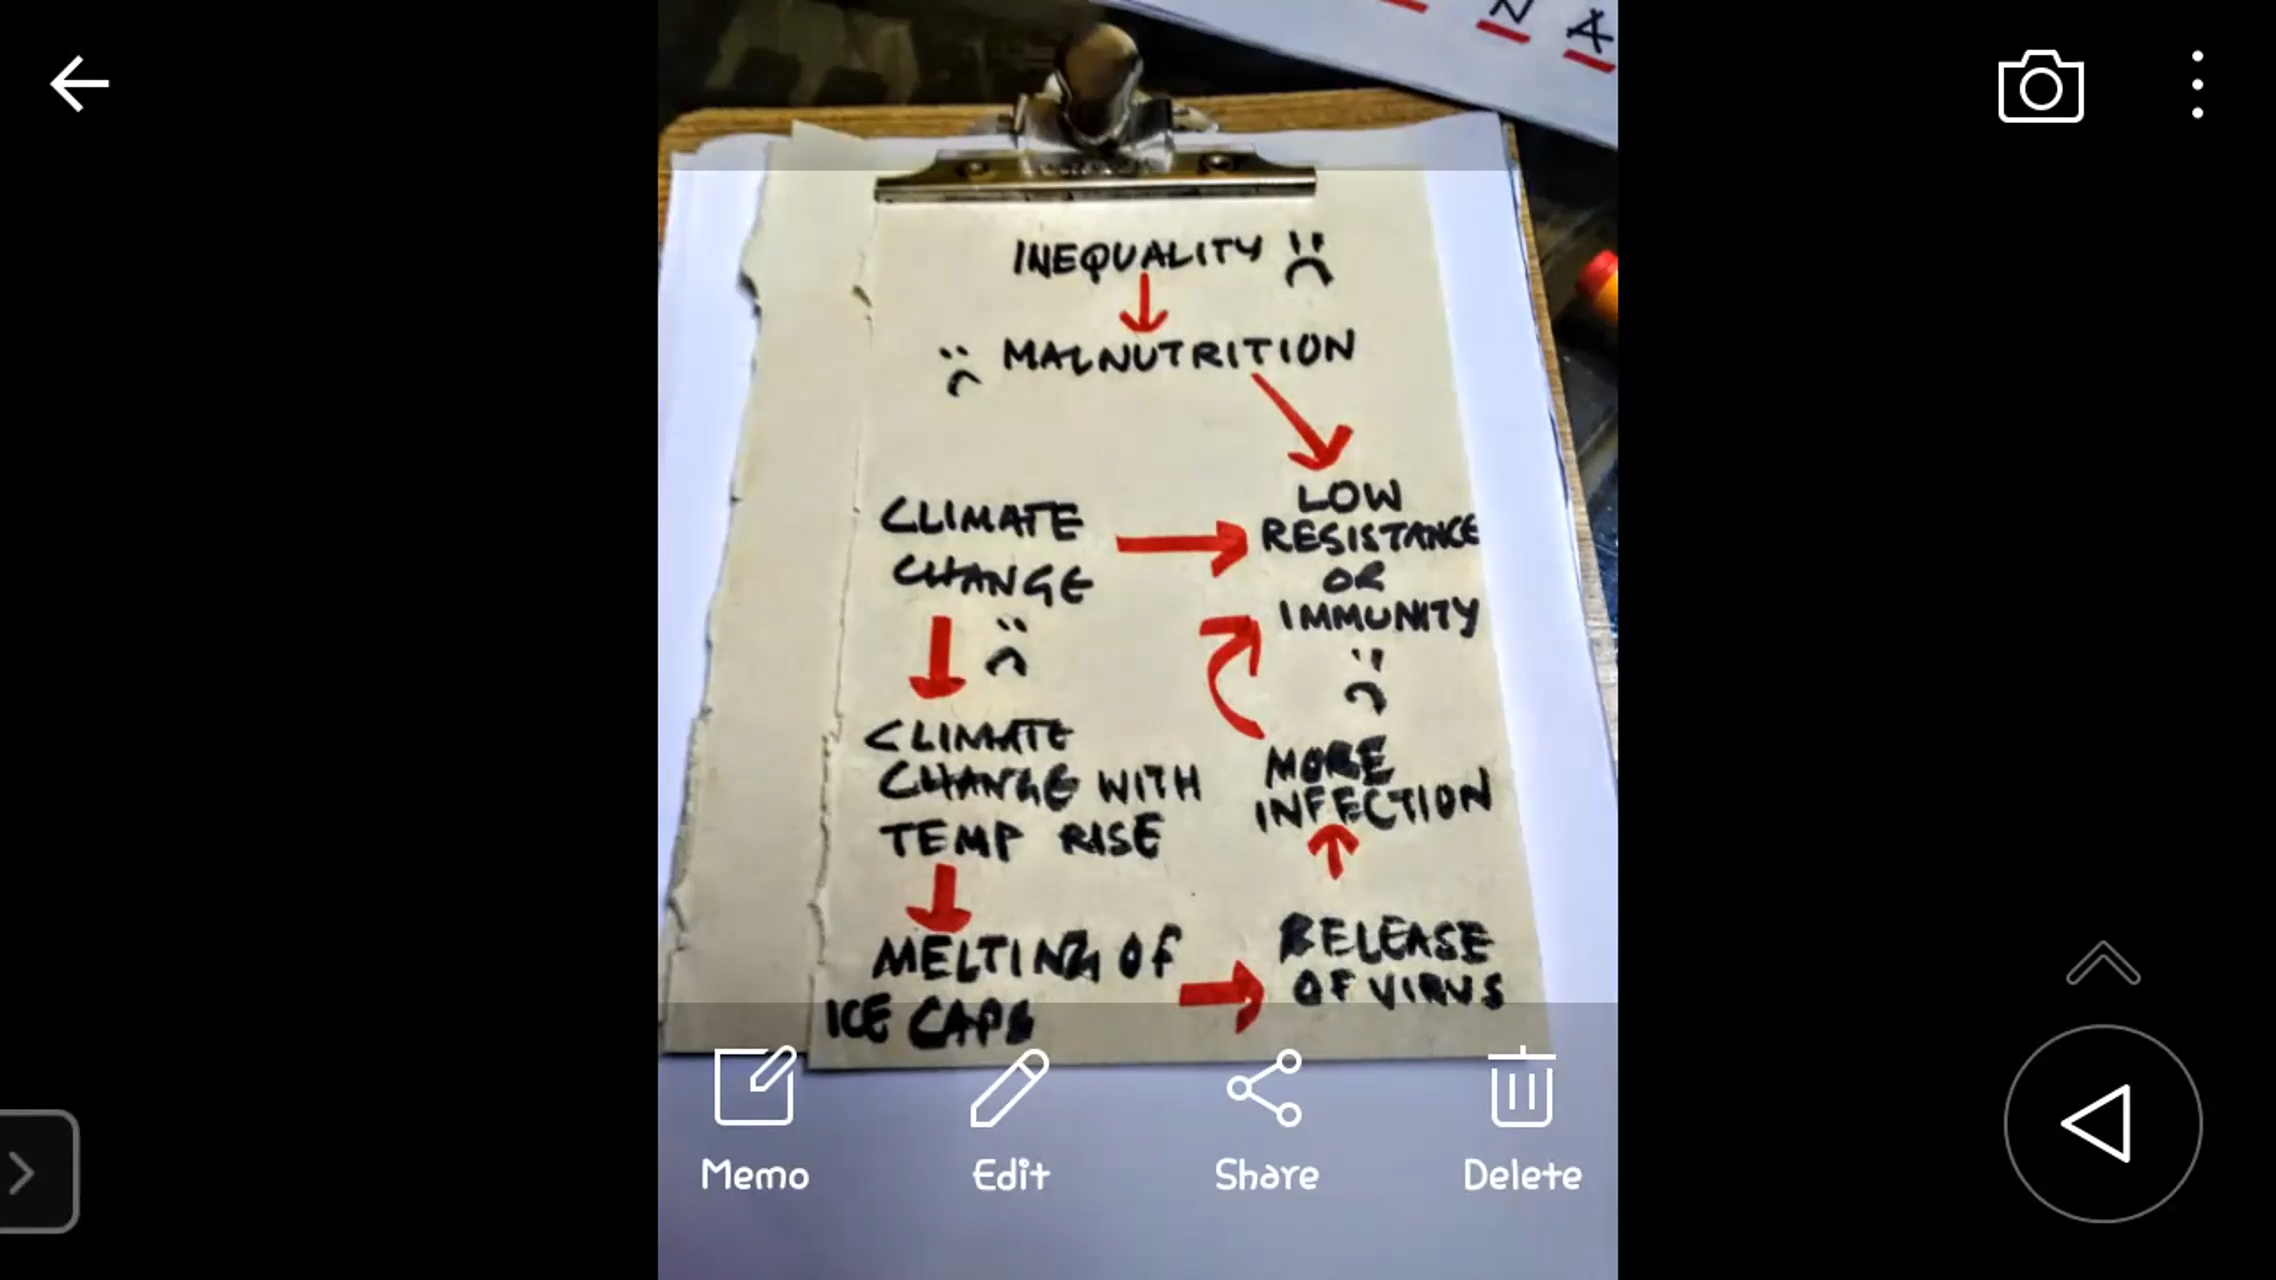 N A
INEQUALITY
MALNUTRITION
CLIMATE
CHANGE
LOW
RESISTANCE
OR
IMMUNITY
CLIMATE
CHANGE WITH
TEMP RISE
MORE
INFECTION
MELTING OF
ICE CAPS
RELEASE
OF VIRUS
Memo
Edit
Share
Delete